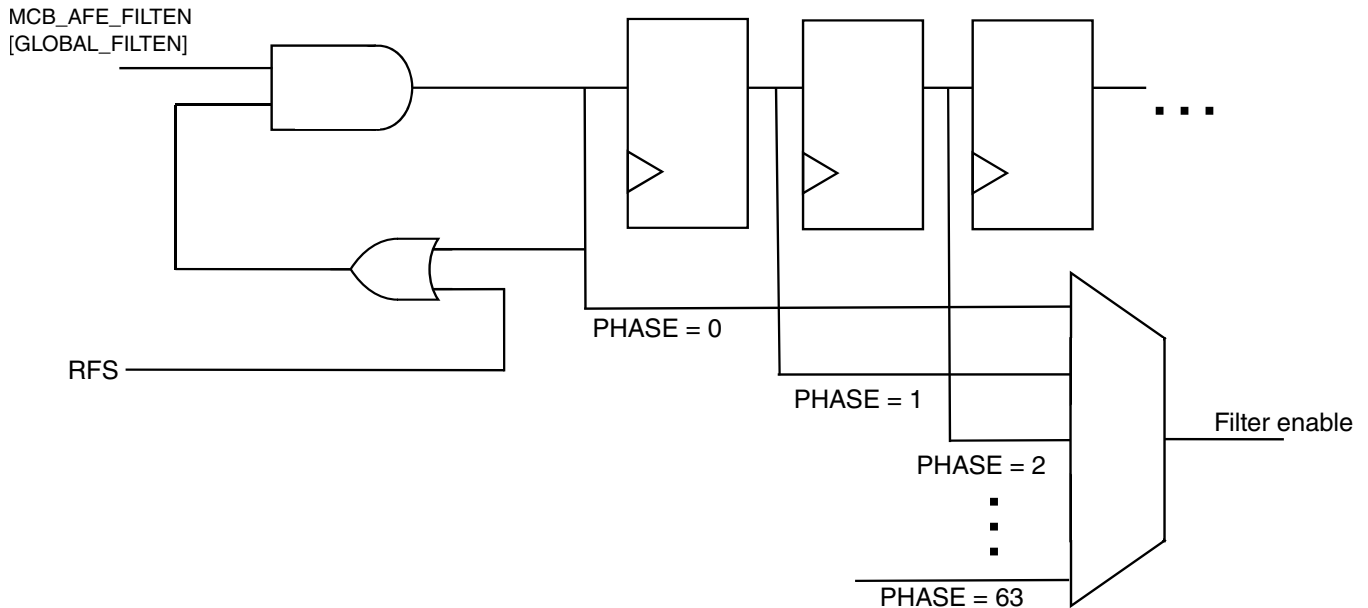 MCB_AFE_FILTEN
[GLOBAL_FILTEN]
RFS
PHASE = 0
PHASE = 1
Filter enable
PHASE = 2
PHASE = 63